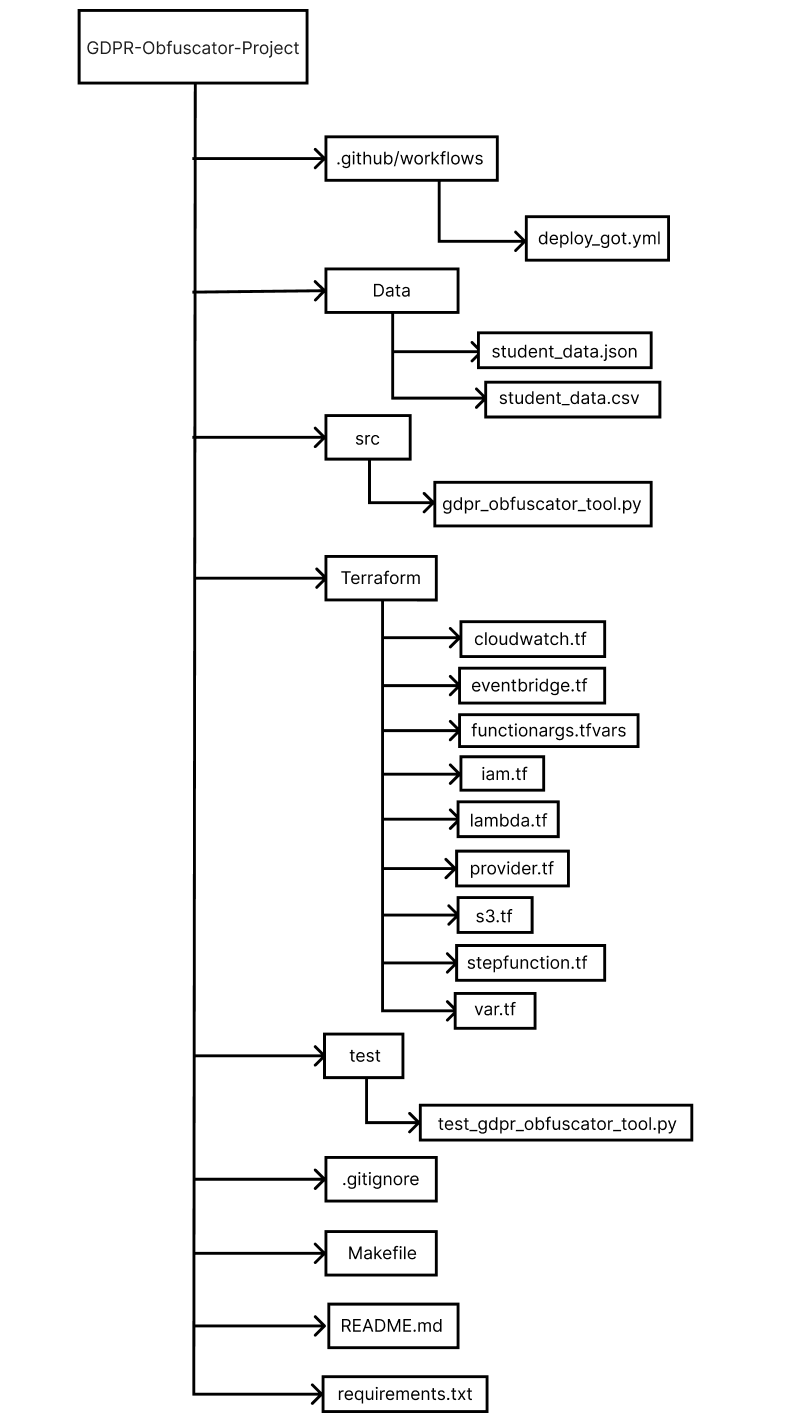 GDPR-Obfuscator-Project
.github/workflows
deploy_got.yml
Data
student_data.json
student_data.csv
src
gdpr_obfuscator_tool.py
Terraform
cloudwatch.tf
eventbridge.tf
functionargs.tfvars
iam.tf
lambda.tf
provider.tf
s3.tf
stepfunction.tf
var.tf
test
test_gdpr_obfuscator_tool.py
.gitignore
Makefile
README.md
requirements.txt